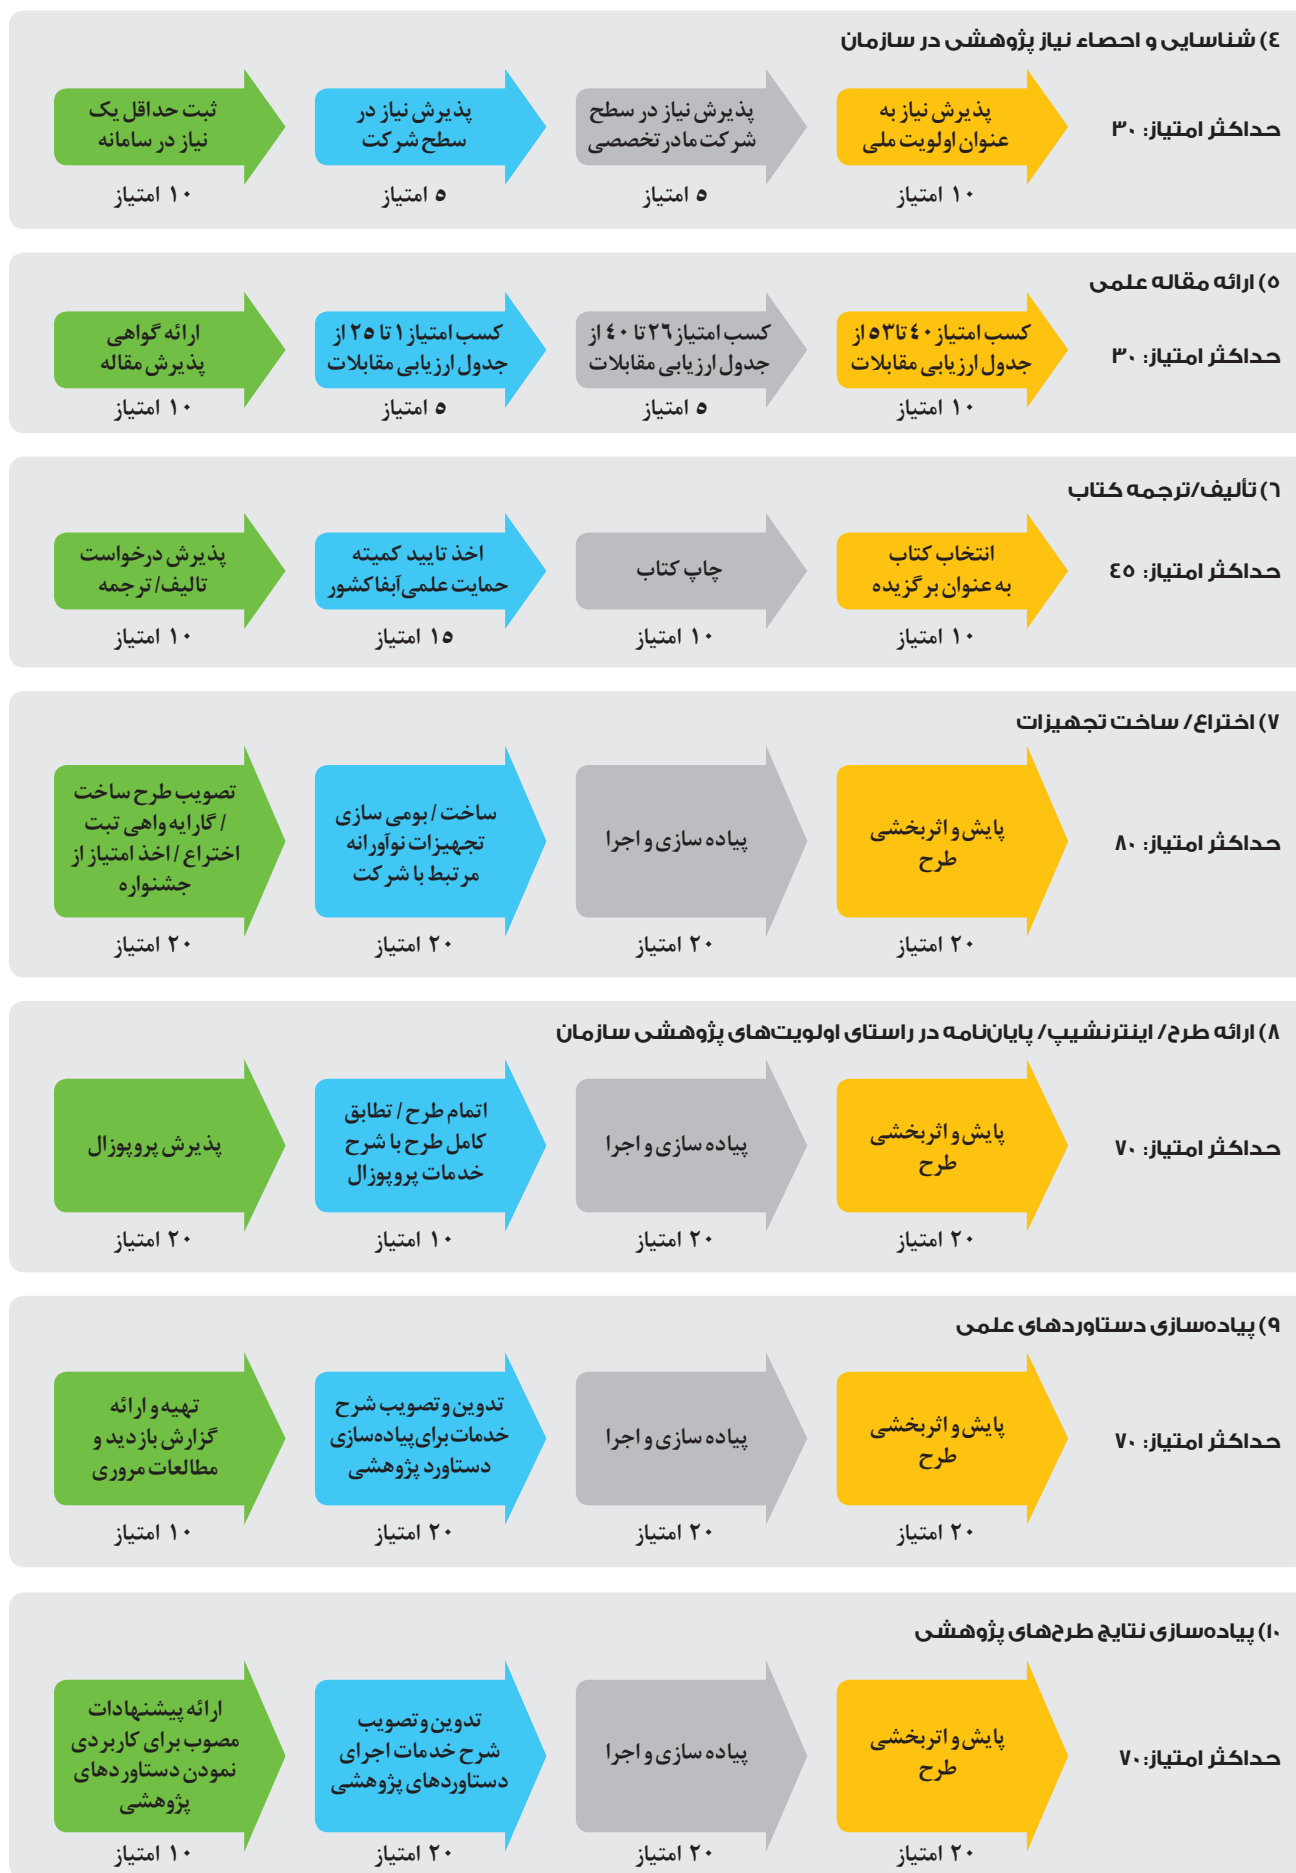 ٤) شناسایی و احصاء نیاز پژوهشی در سازمان
حداکثر امتیاز: ۳۰
پذیرش نیاز به
عنوان اولویت ملی
۱۰ امتیاز
پذیرش نیاز در سطح
شرکت مادر تخصصی
۵ امتیاز
پذیرش نیاز در
سطح شرکت
۵ امتیاز
ثبت حداقل یک
نیاز در سامانه
۱۰ امتیاز
۵) ارائه مقاله علمی
حداکثر امتیاز: ۳۰
کسب امتیاز ٤۰ تا ۵۳ از
جدول ارزیابی مقابلات
۱۰ امتیاز
کسب امتیاز ۲٦ تا ٤۰ از
جدول ارزیابی مقابلات
۵ امتیاز
کسب امتیاز ۱ تا ۲۵ از
جدول ارزیابی مقابلات
۵ امتیاز
ارائه گواهی
پذیرش مقاله
۱۰ امتیاز
٦) تألیف/ترجمه کتاب
حداکثر امتیاز: ٤۵
انتخاب کتاب
به عنوان برگزیده
۱۰ امتیاز
چاپ کتاب
۱۰ امتیاز
اخذ تایید کمیته
حمایت علمی آبفا کشور
۱۵ امتیاز
پذیرش درخواست
تالیف/ ترجمه
۱۰ امتیاز
۷) اختراع/ ساخت تجهیزات
حداکثر امتیاز: ۸۰
پایش و اثربخشی
طرح
۲۰ امتیاز
پیاده سازی و اجرا
۲۰ امتیاز
ساخت / بومی سازی
تجهیزات نوآورانه
مرتبط با شرکت
۲۰ امتیاز
تصویب طرح ساخت
/ گارایه واهی تبت
اختراع / اخذ امتیاز از
جشنواره
۲۰ امتیاز
۸) ارائه طرح/ اینترنشیپ/ پایان‌نامه در راستای اولویت‌های پژوهشی سازمان
حداکثر امتیاز: ۷۰
پایش و اثربخشی
طرح
۲۰ امتیاز
پیاده سازی و اجرا
۲۰ امتیاز
اتمام طرح / تطابق
کامل طرح با شرح
خدمات پروپوزال
۱۰ امتیاز
پذیرش پروپوزال
۲۰ امتیاز
۹) پیاده‌سازی دستاوردهای علمی
حداکثر امتیاز: ۷۰
پایش و اثربخشی
طرح
۲۰ امتیاز
پیاده سازی و اجرا
۲۰ امتیاز
تدوین و تصویب شرح
خدمات برای پیاده‌سازی
دستاورد پژوهشی
۲۰ امتیاز
تهیه و ارائه
گزارش بازدید و
مطالعات مروری
۱۰ امتیاز
۱۰) پیاده‌سازی نتایج طرح‌های پژوهشی
حداکثر امتیاز: ۷۰
پایش و اثربخشی
طرح
۲۰ امتیاز
پیاده سازی و اجرا
۲۰ امتیاز
تدوین و تصویب
شرح خدمات اجرای
دستاوردهای پژوهشی
۲۰ امتیاز
ارائه پیشنهادات
مصوب برای کاربردی
نمودن دستاوردهای
پژوهشی
۱۰ امتیاز